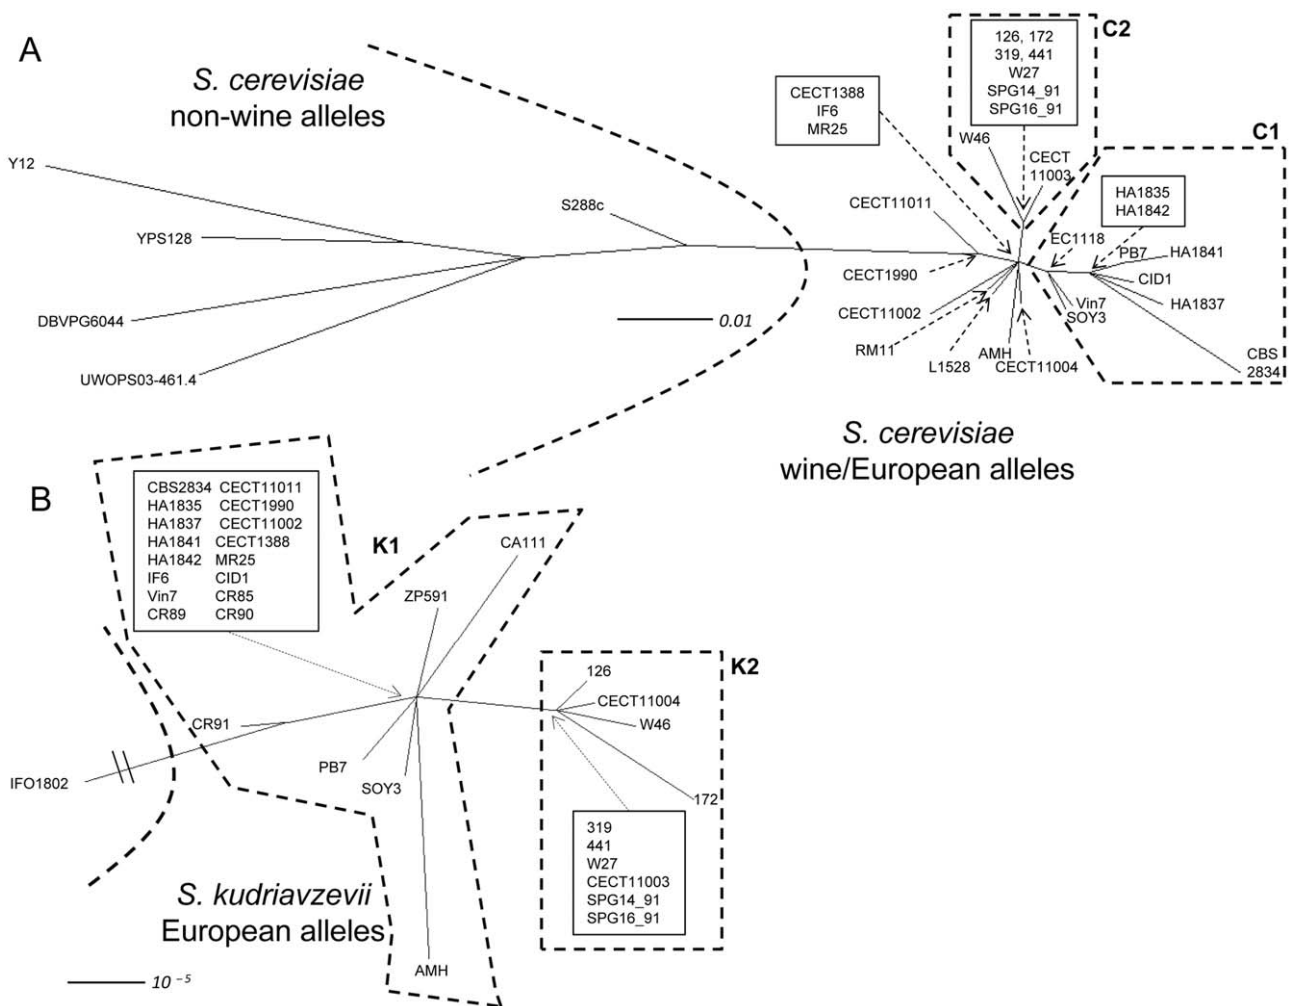 A
S. cerevisiae
non-wine alleles
Y12
YPS128
DBVPG6044
UWOPS03-461.4
S288c
0.01
CECT1388
IF6
MR25
C2
126, 172
319, 441
W27
SPG14_91
SPG16_91
W46
CECT
11003
C1
HA1835
HA1842
CECT11011
CECT1990
CECT11002
RM11
L1528
AMH
CECT11004
EC1118
PB7
HA1841
CID1
HA1837
Vin7
SOY3
CBS
2834
S. cerevisiae
wine/European alleles
B
CBS2834 CECT11011
HA1835 CECT1990
HA1837 CECT11002
HA1841 CECT1388
HA1842 MR25
IF6 CID1
Vin7 CR85
CR89 CR90
K1
CA111
ZP591
CR91
IFO1802
PB7
SOY3
AMH
K2
126
CECT11004
W46
172
319
441
W27
CECT11003
SPG14_91
SPG16_91
S. kudriavzevii
European alleles
10 ⁻⁵